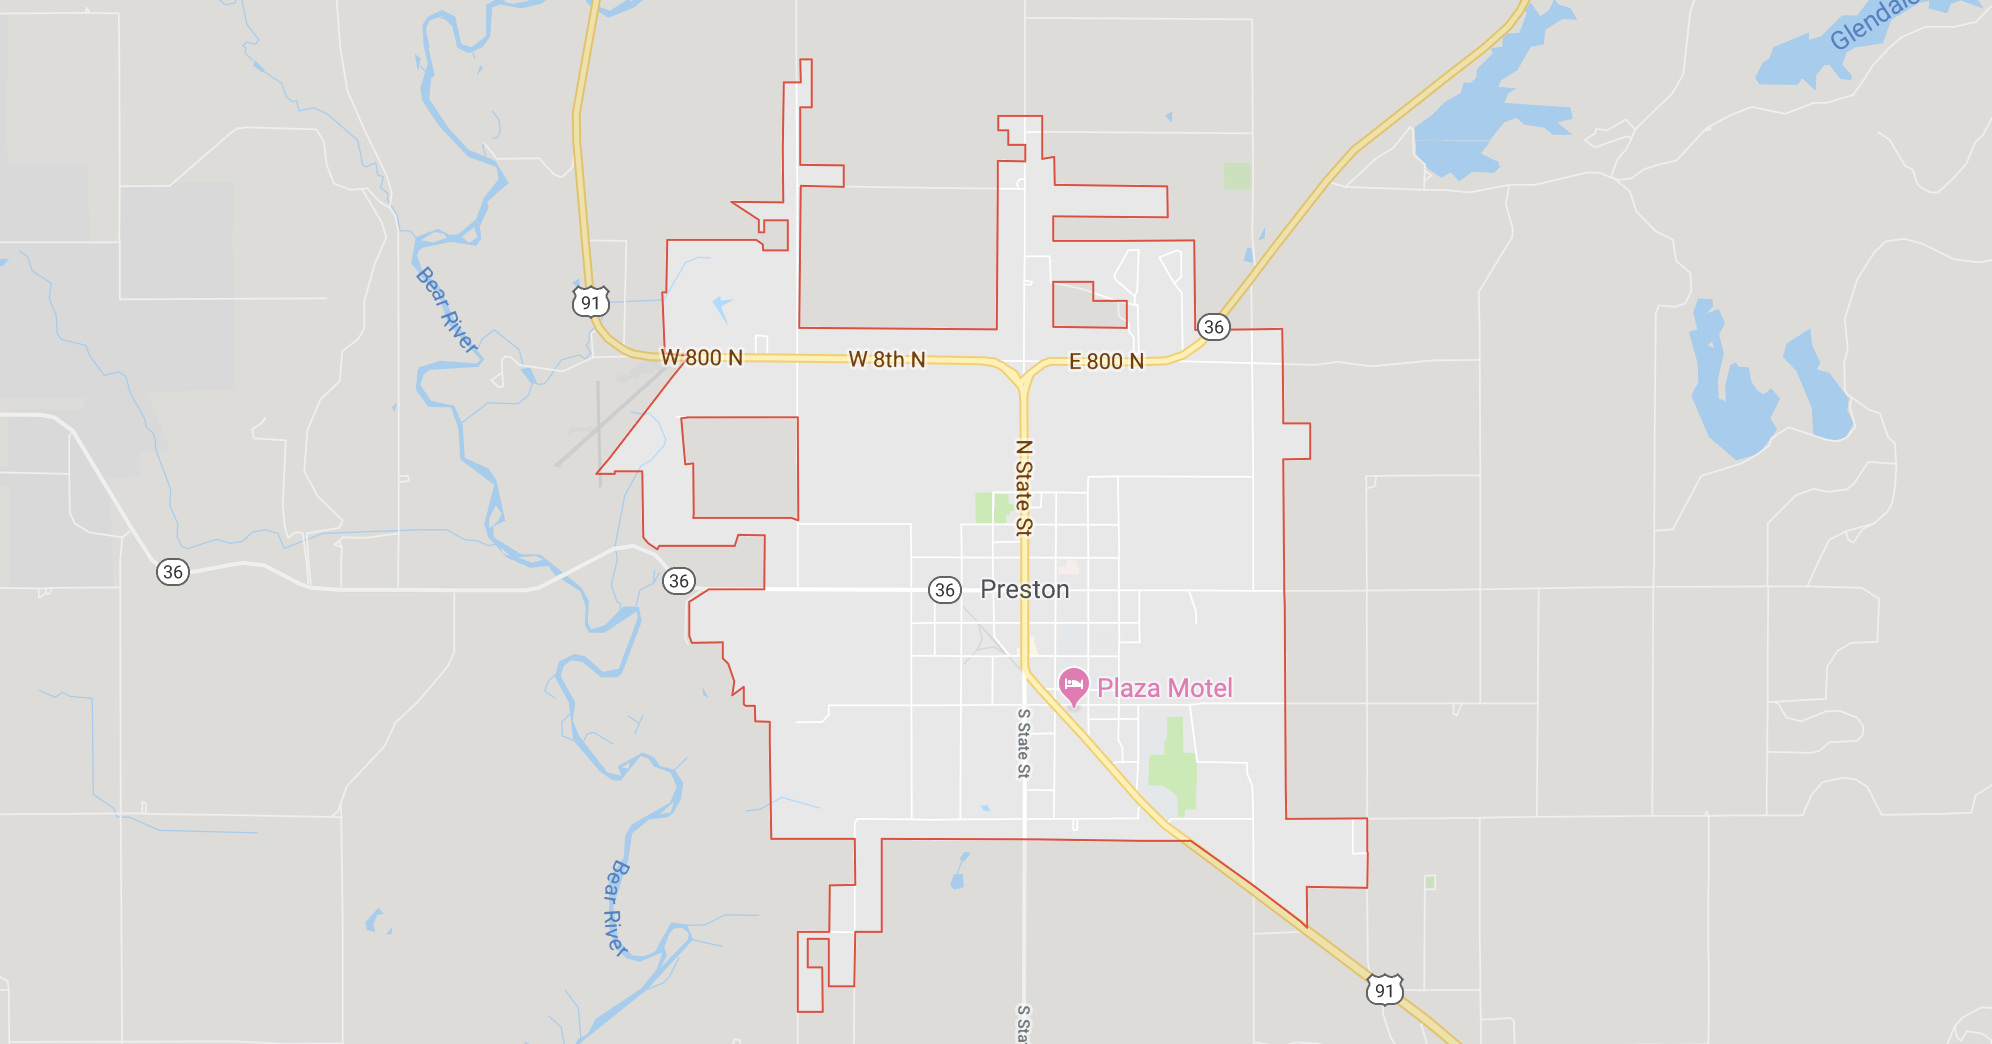 Glendale
Bear River
91
36
W 800 N
W 8th N
E 800 N
N State St
36
36
36
Preston
Plaza Motel
S State St
Bear River
91
S Sta